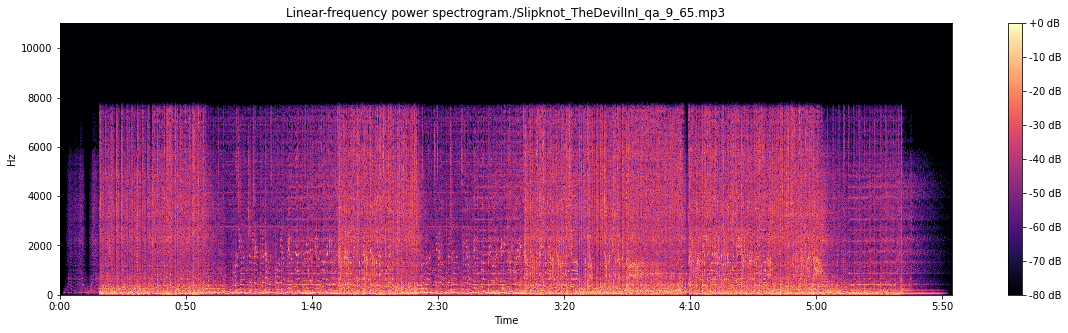 Linear-frequency power spectrogram./Slipknot_TheDevilInI_qa_9_65.mp3
10000
8000
6000
4000
2000
0
Hz
0:00 0:50 1:40 2:30 3:20 4:10 5:00 5:50
Time
+0 dB
-10 dB
-20 dB
-30 dB
-40 dB
-50 dB
-60 dB
-70 dB
-80 dB